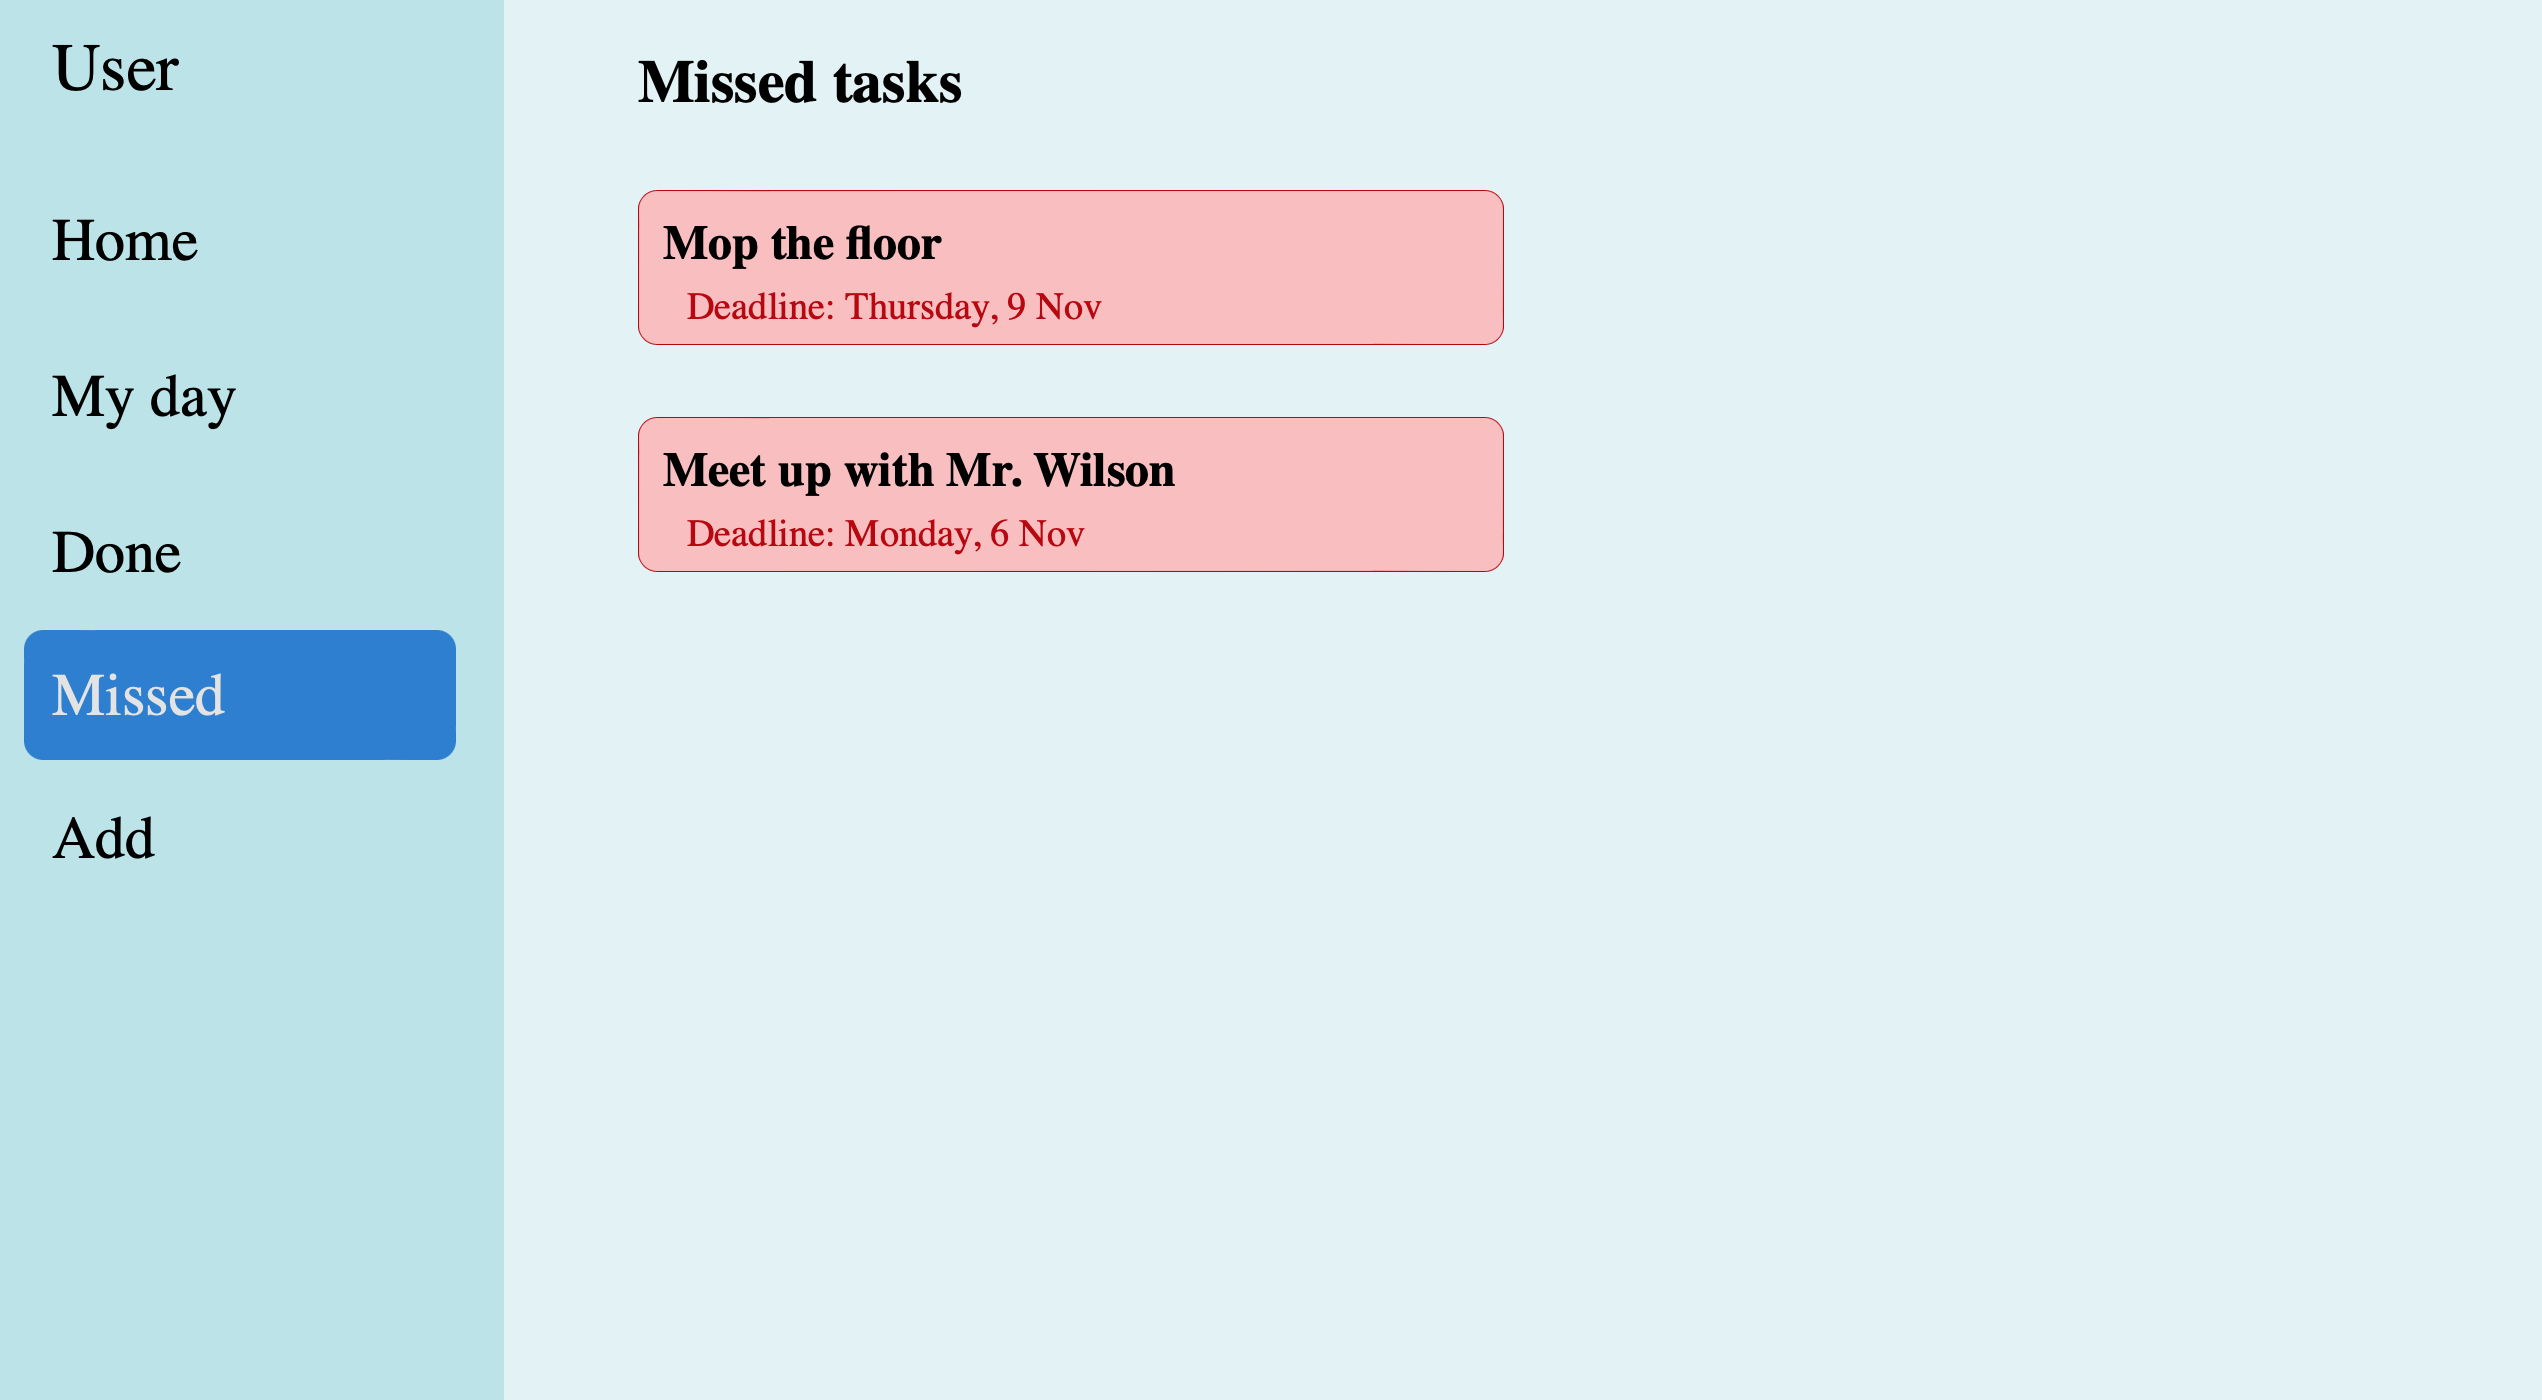 User
Home
My day
Done
Missed
Add
Missed tasks
Mop the floor
Deadline: Thursday, 9 Nov
Meet up with Mr. Wilson
Deadline: Monday, 6 Nov